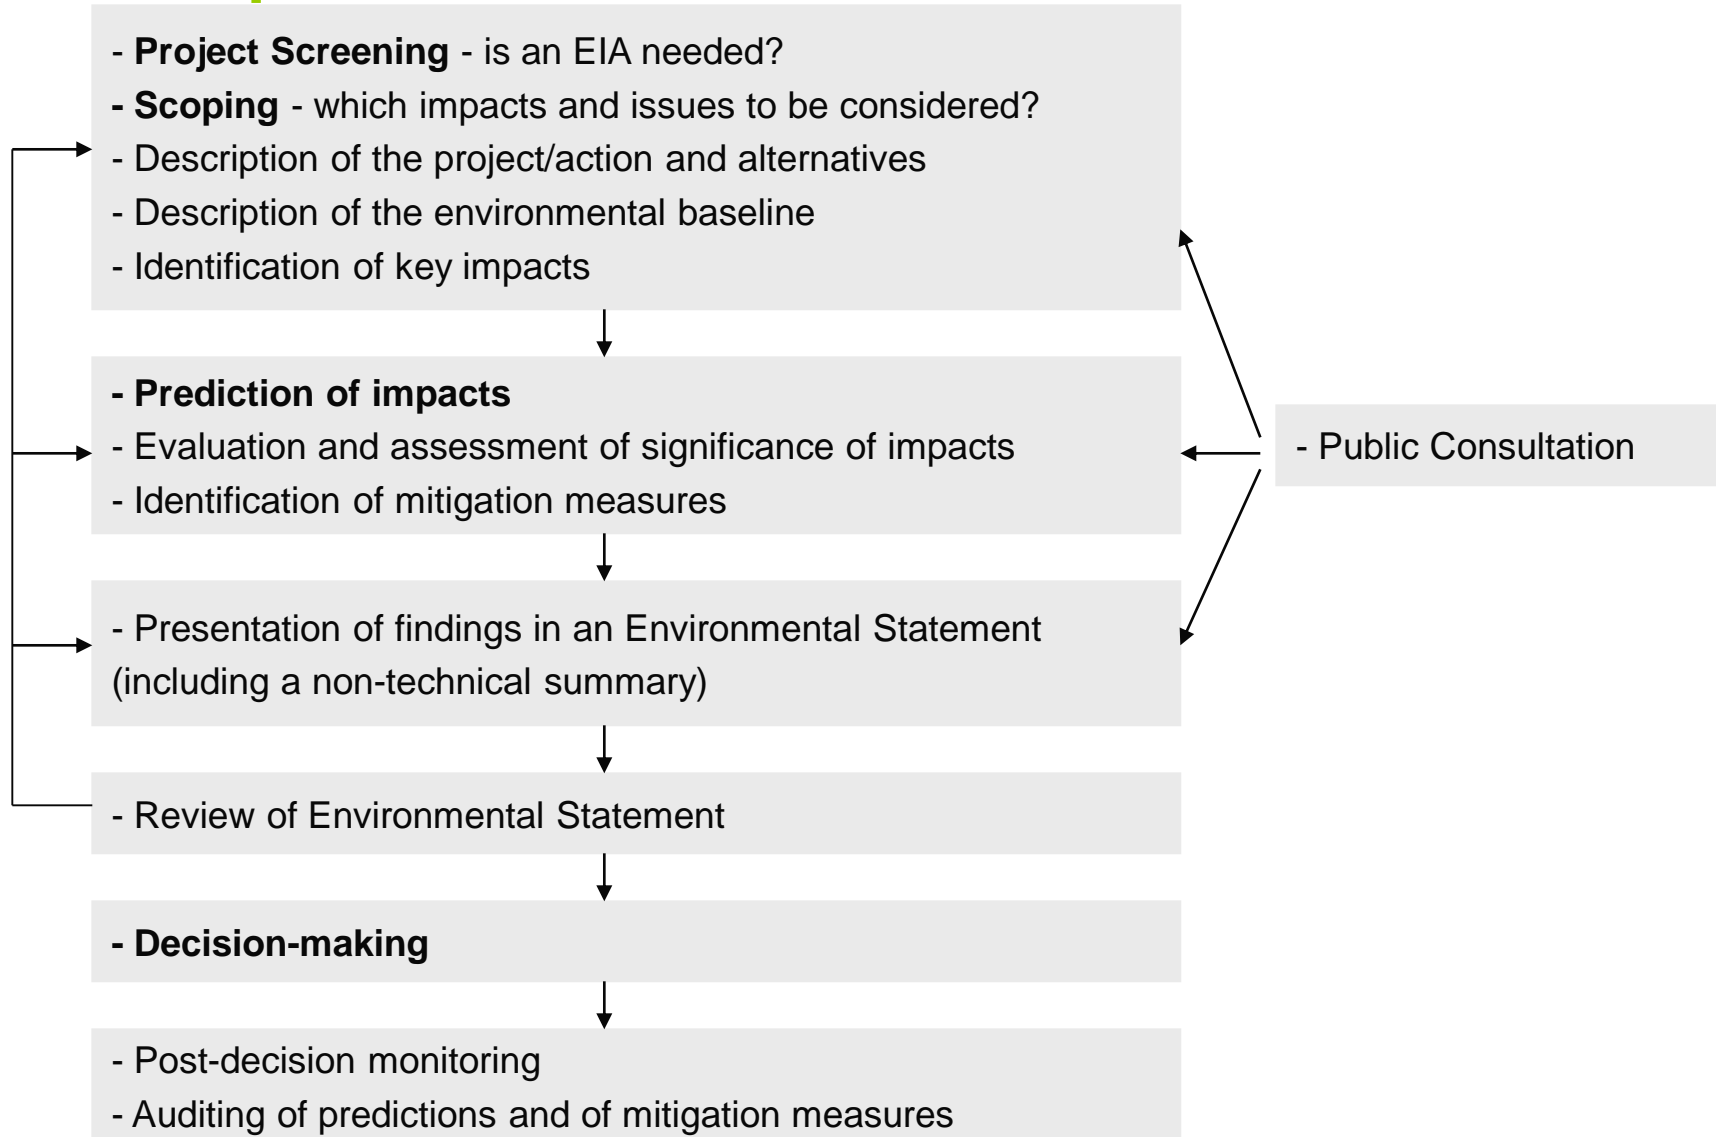 - Project Screening - is an EIA needed?
- Scoping - which impacts and issues to be considered?
- Description of the project/action and alternatives
- Description of the environmental baseline
- Identification of key impacts
- Prediction of impacts
- Evaluation and assessment of significance of impacts
- Identification of mitigation measures
- Public Consultation
- Presentation of findings in an Environmental Statement
(including a non-technical summary)
- Review of Environmental Statement
- Decision-making
- Post-decision monitoring
- Auditing of predictions and of mitigation measures